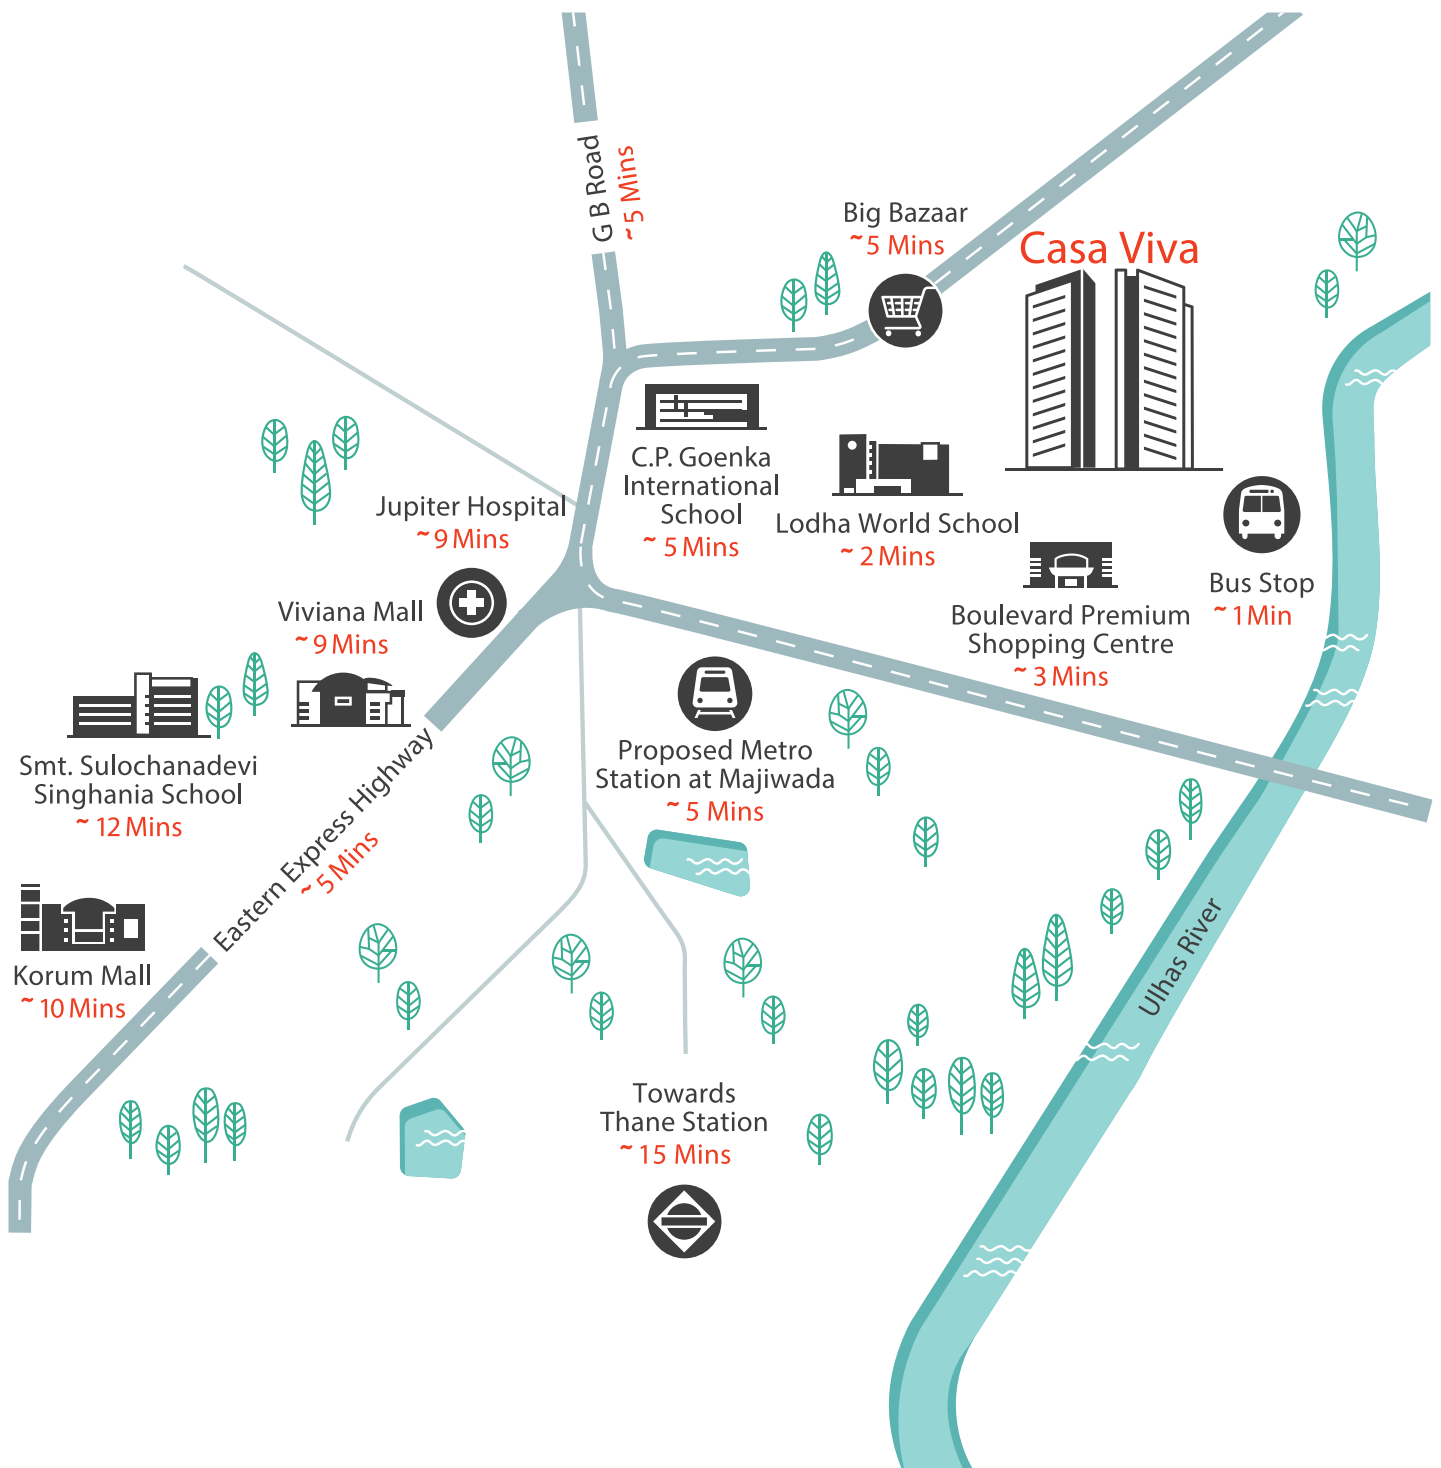 G B Road
~ 5 Mins
Big Bazaar
~ 5 Mins
Casa Viva
C.P. Goenka
International
School
~ 5 Mins
Jupiter Hospital
~ 9 Mins
Lodha World School
~ 2 Mins
Bus Stop
~ 1 Min
Boulevard Premium
Shopping Centre
~ 3 Mins
Viviana Mall
~ 9 Mins
Smt. Sulochanadevi
Singhania School
~ 12 Mins
Proposed Metro
Station at Majiwada
~ 5 Mins
Eastern Express Highway
~ 5 Mins
Korum Mall
~ 10 Mins
Ulhas River
Towards
Thane Station
~ 15 Mins